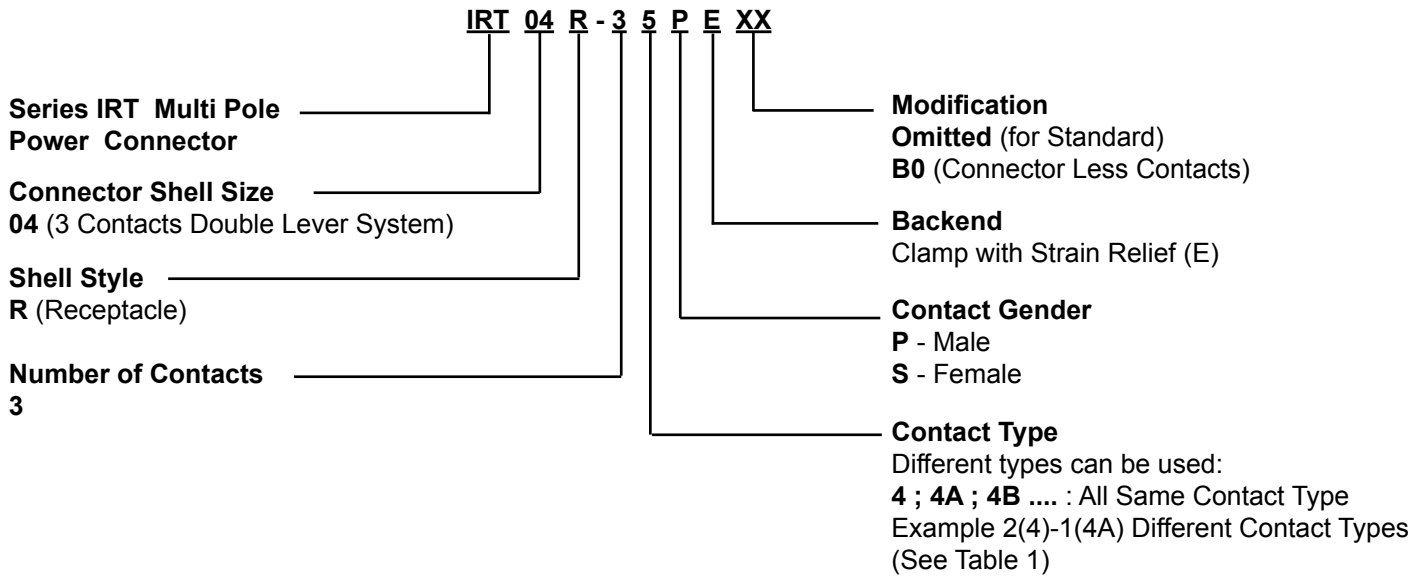 IRT 04 R - 3 5 P E XX
Series IRT Multi Pole
Power Connector
Connector Shell Size
04 (3 Contacts Double Lever System)
Shell Style
R (Receptacle)
Number of Contacts
3
Modification
Omitted (for Standard)
B0 (Connector Less Contacts)
Backend
Clamp with Strain Relief (E)
Contact Gender
P - Male
S - Female
Contact Type
Different types can be used:
4 ; 4A ; 4B .... : All Same Contact Type
Example 2(4)-1(4A) Different Contact Types
(See Table 1)